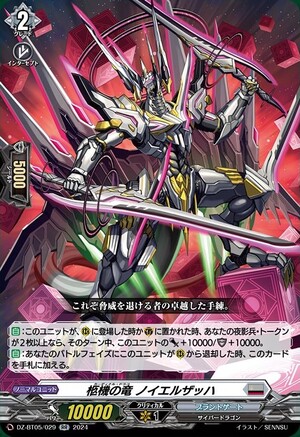 2
グレード
インターセプト
5000
シールド
これぞ脅威を退ける者の卓越した手練。
【自】:このユニットが(R)に登場した時か(G)に置かれた時、あなたの夜影兵・トークンが2枚以上なら、そのターン中、このユニットの+10000/+10000。
【自】:あなたのバトルフェイズにこのユニットが(R)から退却した時、このカードを手札に加える。
ノーマルユニット
柩機の竜 ノイエルザッハ
パワー
10000
クリティカル
1
ブラントゲート
サイバードラゴン
DZ-BT05/029 RR 2024
イラスト/SENNSU